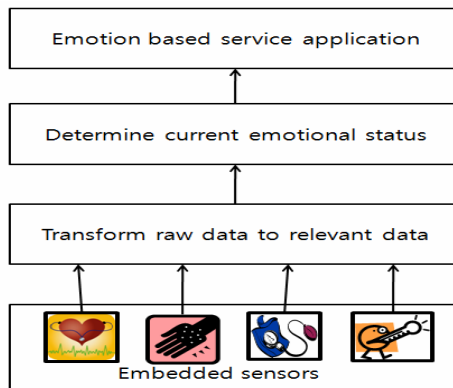 Emotion based service application
Determine current emotional status
Transform raw data to relevant data
Embedded sensors